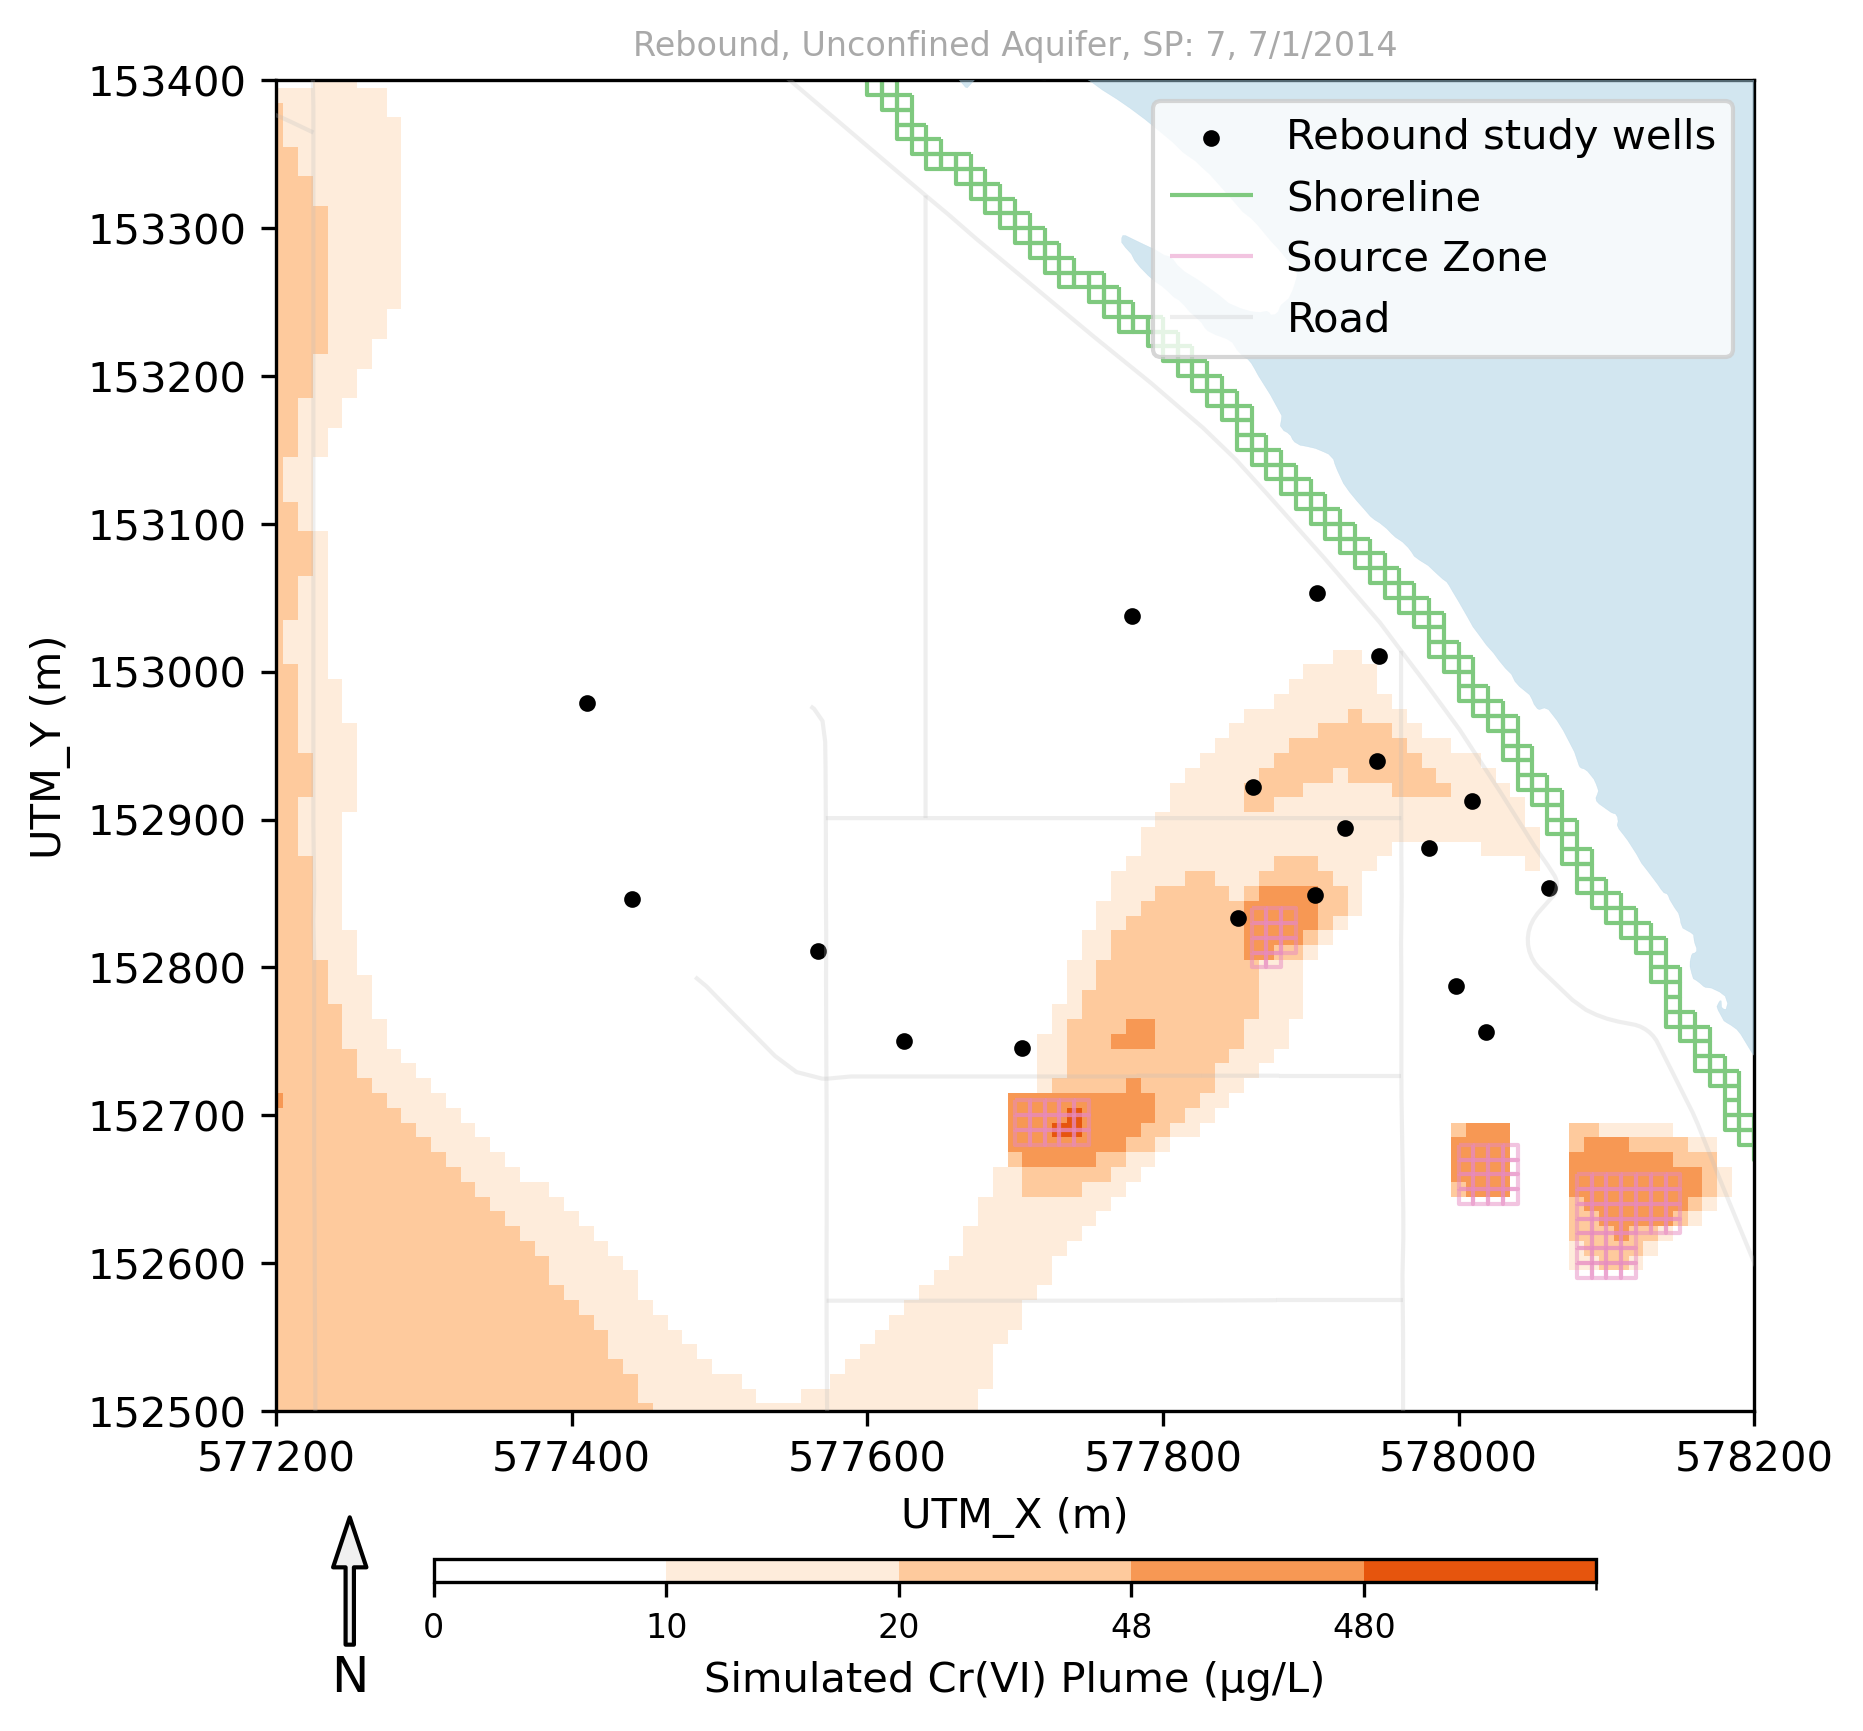 Rebound, Unconfined Aquifer, SP: 7, 7/1/2014
153400
153300
153200
153100
153000
152900
152800
152700
152600
152500
UTM_Y (m)
Rebound study wells
Shoreline
Source Zone
Road
577200 577400 577600 577800 578000 578200
UTM_X (m)
0 10 20 48 480
Simulated Cr(VI) Plume (μg/L)
N